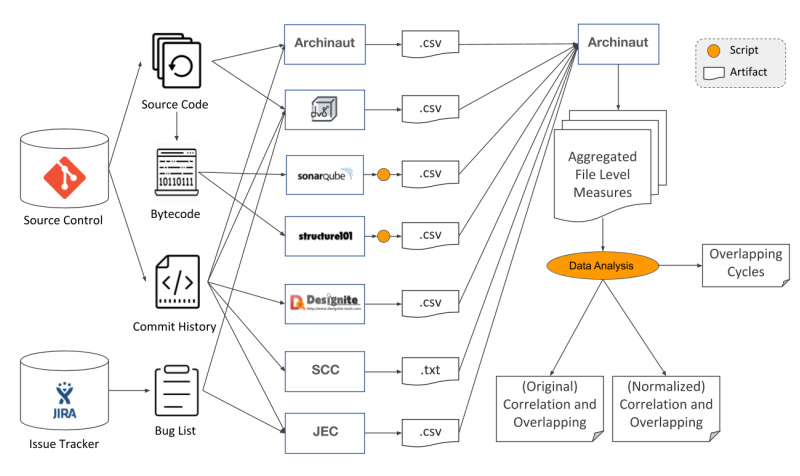 Source Control
JIRA
Issue Tracker
Source Code
10110111
Bytecode
</>
Commit History
Bug List
Archinaut
dv8
sonarqube
structure101
Designite
http://www.designite-tools.com
SCC
JEC
.csv
.csv
.csv
.csv
.csv
.txt
.csv
Archinaut
Aggregated
File Level
Measures
Data Analysis
Overlapping
Cycles
(Original)
Correlation and
Overlapping
(Normalized)
Correlation and
Overlapping
Script
Artifact